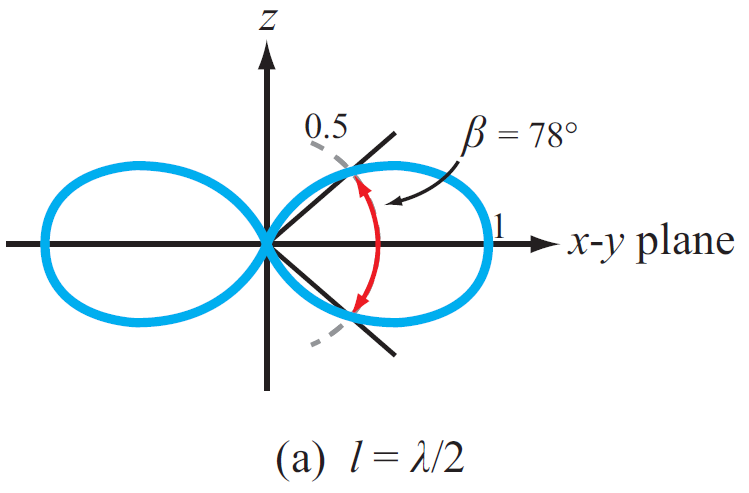 z
0.5
β = 78°
1
x-y plane
(a) l = λ/2